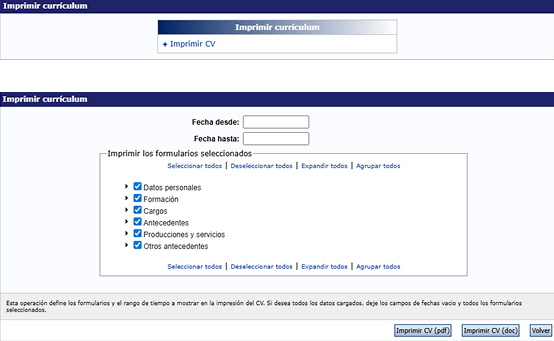 Imprimir currículum
Imprimir currículum
+ Imprimir CV
Imprimir currículum
Fecha desde:
Fecha hasta:
Imprimir los formularios seleccionados
Seleccionar todos | Deseleccionar todos | Expandir todos | Agrupar todos
Datos personales
Formación
Cargos
Antecedentes
Producciones y servicios
Otros antecedentes
Seleccionar todos | Deseleccionar todos | Expandir todos | Agrupar todos
Esta operación define los formularios y el rango de tiempo a mostrar en la impresión del CV. Si desea todos los datos cargados, deje los campos de fechas vacio y todos los formularios
seleccionados.
Imprimir CV (pdf) Imprimir CV (doc) Volver